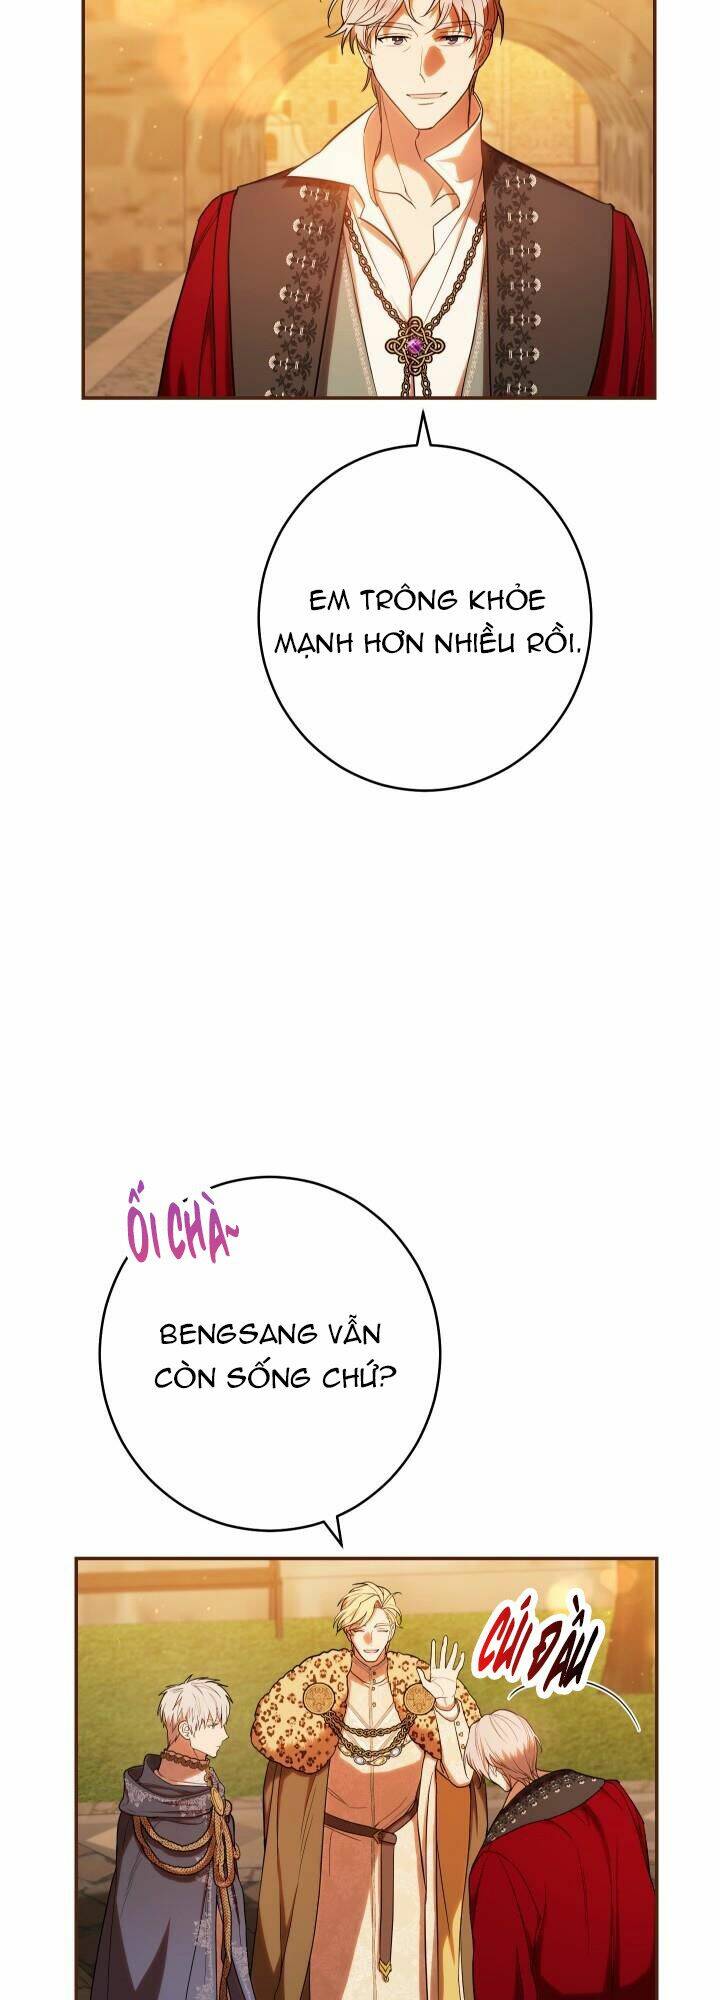 EM TRÔNG KHỎE
MẠNH HƠN NHIỀU RỒI.
ỐI CHÀ~
BENGSANG VẪN
CÒN SỐNG CHỨ?
CÚI ĐẦU